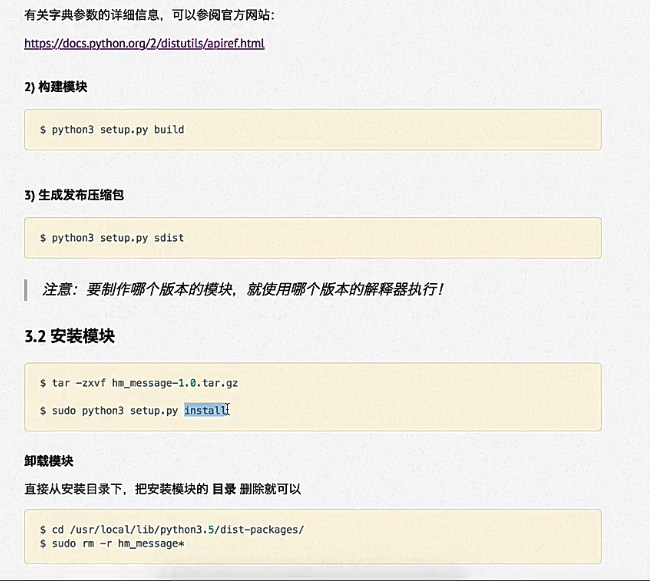 有关字典参数的详细信息，可以参阅官方网站：
https://docs.python.org/2/distutils/apiref.html
2) 构建模块
$ python3 setup.py build
3) 生成发布压缩包
$ python3 setup.py sdist
注意：要制作哪个版本的模块，就使用哪个版本的解释器执行！
3.2 安装模块
$ tar -zxvf hm_message-1.0.tar.gz
$ sudo python3 setup.py install
卸载模块
直接从安装目录下，把安装模块的 目录 删除就可以
$ cd /usr/local/lib/python3.5/dist-packages/
$ sudo rm -r hm_message*